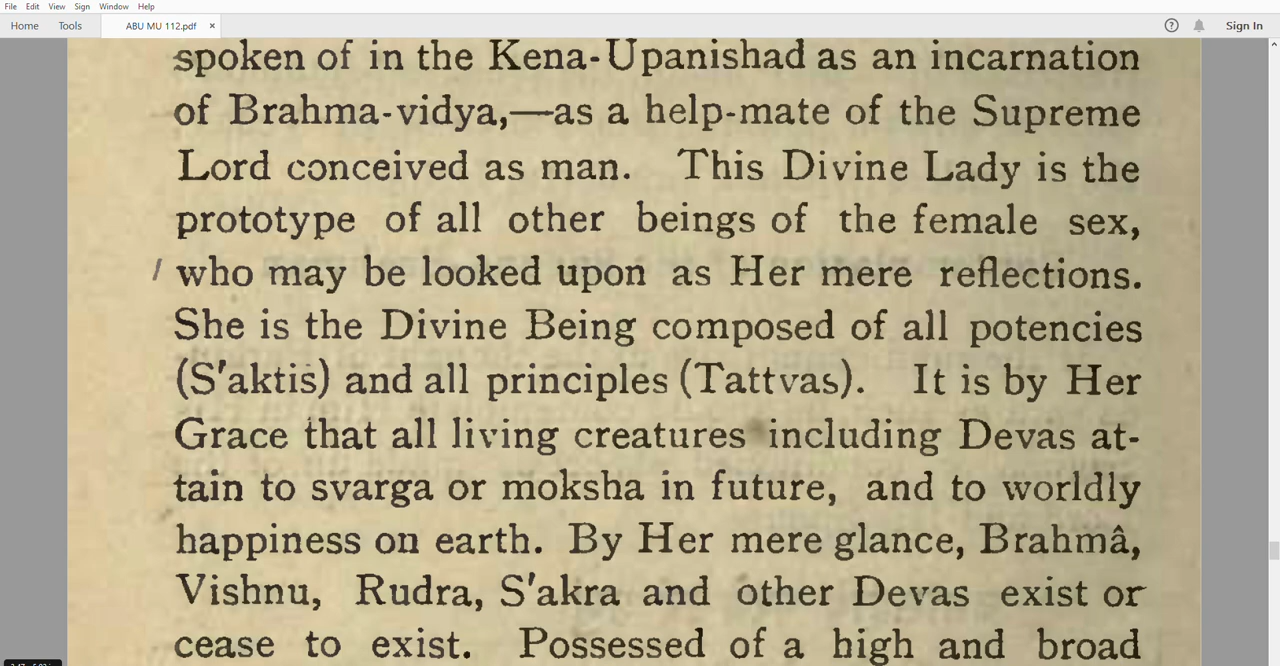 File Edit View Sign Window Help
Home Tools ABU MU 112.pdf × Sign In
spoken of in the Kena-Upanishad as an incarnation
of Brahma-vidya,—as a help-mate of the Supreme
Lord conceived as man. This Divine Lady is the
prototype of all other beings of the female sex,
who may be looked upon as Her mere reflections.
She is the Divine Being composed of all potencies
(S'aktis) and all principles (Tattvas). It is by Her
Grace that all living creatures including Devas at-
tain to svarga or moksha in future, and to worldly
happiness on earth. By Her mere glance, Brahmâ,
Vishnu, Rudra, S'akra and other Devas exist or
cease to exist. Possessed of a high and broad